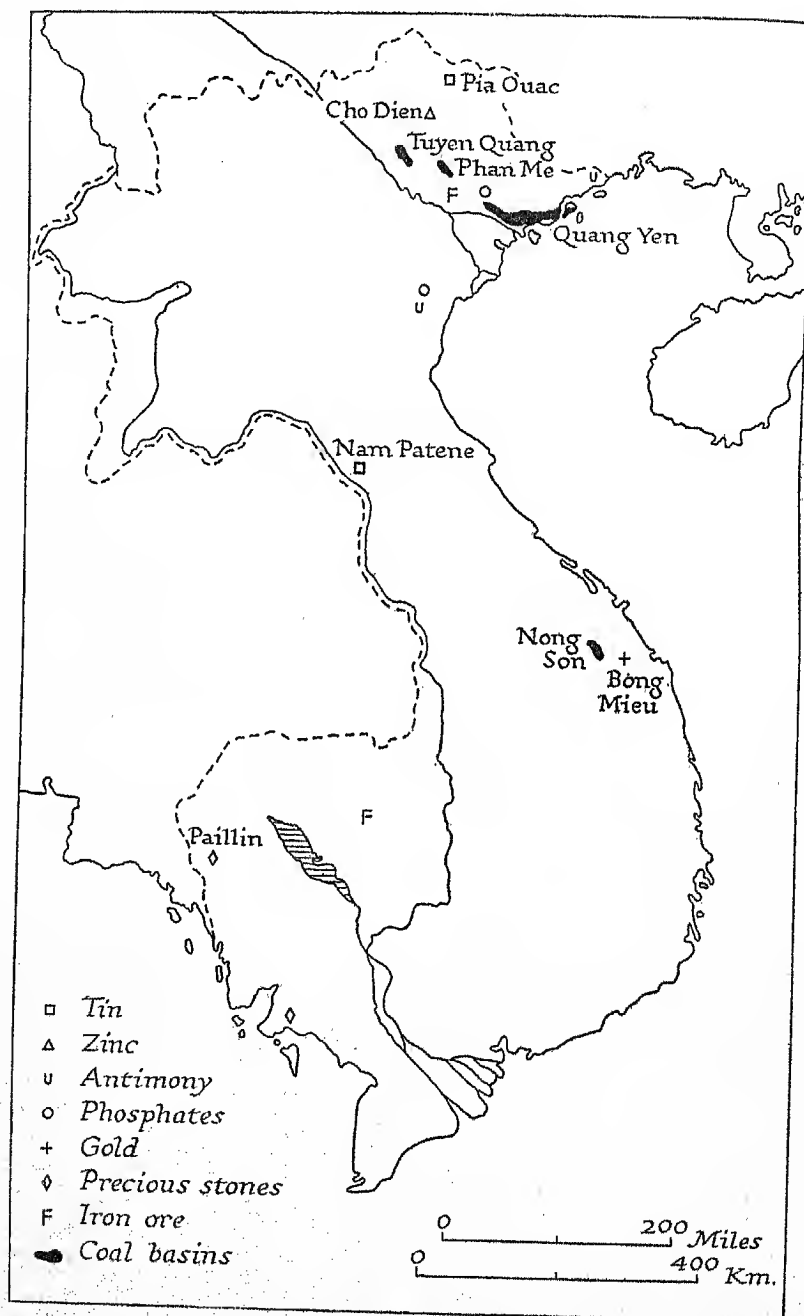 Pia Ouac
Cho Dien
Tuyen Quang
Phan Me
U
F
Quang Yen
U
Nam Patene
Nong
Son
Bong
Mieu
F
Paillin
Tin
Zinc
U Antimony
Phosphates
Gold
Precious stones
F Iron ore
Coal basins
0 200 Miles
0 400 Km.